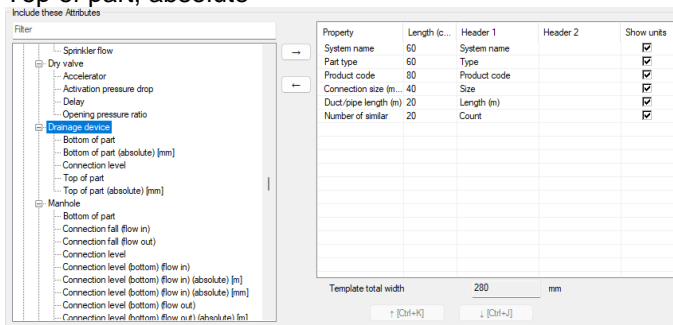 Top of part, absolute
Include these Attributes
Filter
Sprinkler flow
Dry valve
Accelerator
Activation pressure drop
Delay
Opening pressure ratio
Drainage device
Bottom of part
Bottom of part (absolute) [mm]
Connection level
Top of part
Top of part (absolute) [mm]
Manhole
Bottom of part
Connection fall (flow in)
Connection fall (flow out)
Connection level
Connection level (bottom) (flow in)
Connection level (bottom) (flow in) (absolute) [m]
Connection level (bottom) (flow in) (absolute) [mm]
Connection level (bottom) (flow out)
Connection level (bottom) (flow out) (absolute) [m]
→
←
Property Length (c... Header 1 Header 2 Show units
System name 60 System name
Part type 60 Type
Product code 80 Product code
Connection size (m... 40 Size
Duct/pipe length (m) 20 Length (m)
Number of similar 20 Count
Template total width 280 mm
↑ [Ctrl+K] ↓ [Ctrl+J]